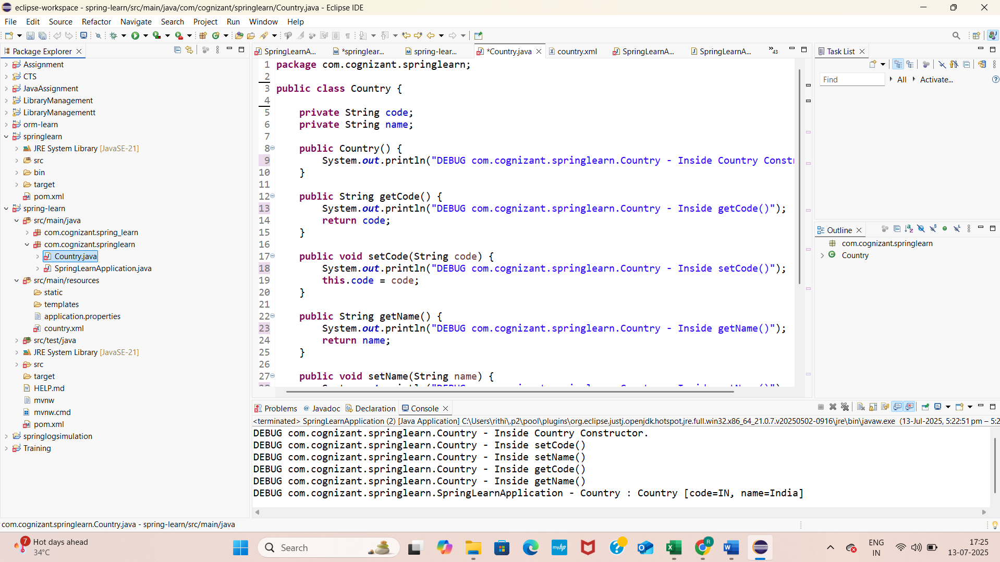 eclipse-workspace - spring-learn/src/main/java/com/cognizant/springlearn/Country.java - Eclipse IDE
File Edit Source Refactor Navigate Search Project Run Window Help
Package Explorer
Assignment
CTS
JavaAssignment
LibraryManagement
LibraryManagementt
orm-learn
springlearn
JRE System Library [JavaSE-21]
src
bin
target
pom.xml
spring-learn
src/main/java
com.cognizant.spring_learn
com.cognizant.springlearn
Country.java
SpringLearnApplication.java
src/main/resources
static
templates
application.properties
country.xml
src/test/java
JRE System Library [JavaSE-21]
src
target
HELP.md
mvnw
mvnw.cmd
pom.xml
springlogsimulation
Training
SpringLearnA... *springlear... spring-lear... *Country.java country.xml SpringLearnA... SpringLearnA... »43
1 package com.cognizant.springlearn;
2
3 public class Country {
4
5 private String code;
6 private String name;
7
8 public Country() {
9 System.out.println("DEBUG com.cognizant.springlearn.Country - Inside Country Constr
10 }
11
12 public String getCode() {
13 System.out.println("DEBUG com.cognizant.springlearn.Country - Inside getCode()");
14 return code;
15 }
16
17 public void setCode(String code) {
18 System.out.println("DEBUG com.cognizant.springlearn.Country - Inside setCode()");
19 this.code = code;
20 }
21
22 public String getName() {
23 System.out.println("DEBUG com.cognizant.springlearn.Country - Inside getName()");
24 return name;
25 }
26
27 public void setName(String name) {
Task List
Find All Activate...
Outline
com.cognizant.springlearn
Country
Problems @ Javadoc Declaration Console
<terminated> SpringLearnApplication (2) [Java Application] C:\Users\rithi\.p2\pool\plugins\org.eclipse.justj.openjdk.hotspot.jre.full.win32.x86_64_21.0.7.v20250502-0916\jre\bin\javaw.exe (13-Jul-2025, 5:22:51 pm – 5:2
DEBUG com.cognizant.springlearn.Country - Inside Country Constructor.
DEBUG com.cognizant.springlearn.Country - Inside setCode()
DEBUG com.cognizant.springlearn.Country - Inside setName()
DEBUG com.cognizant.springlearn.Country - Inside getCode()
DEBUG com.cognizant.springlearn.Country - Inside getName()
DEBUG com.cognizant.springlearn.SpringLearnApplication - Country : Country [code=IN, name=India]
com.cognizant.springlearn.Country.java - spring-learn/src/main/java
7
Hot days ahead
34°C
Search
myhp
R
ENG
IN
17:25
13-07-2025